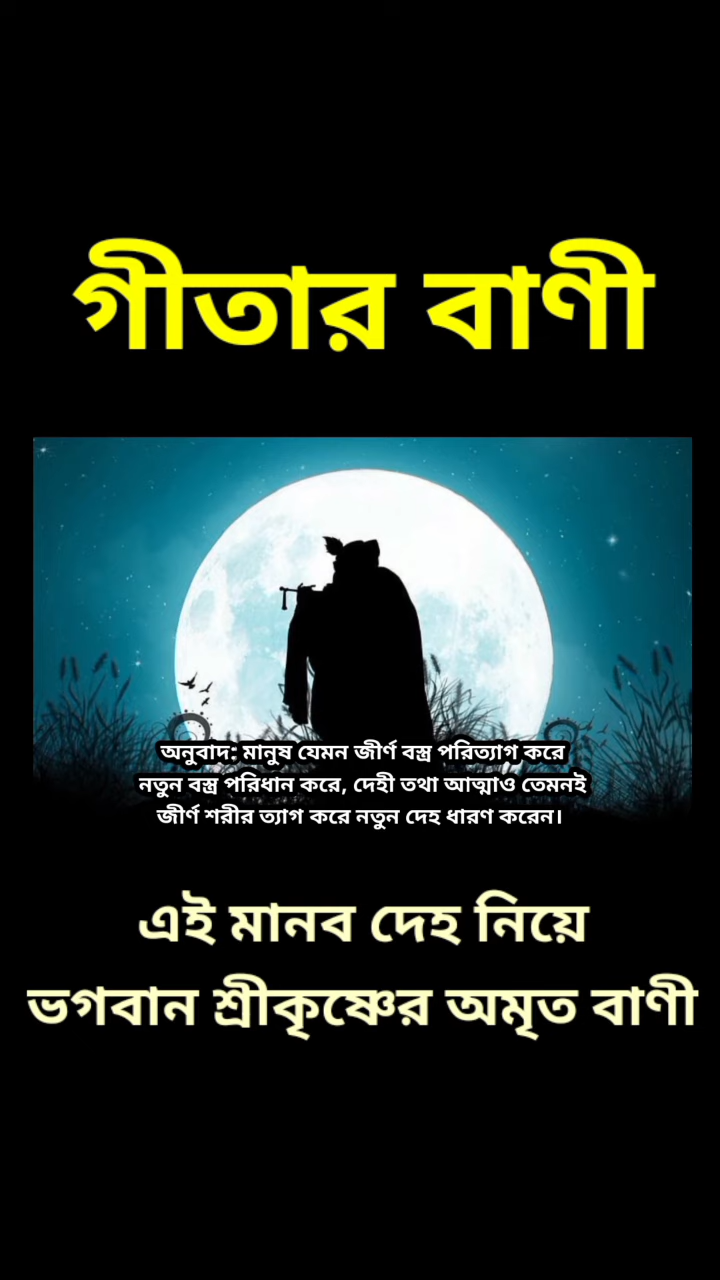 গীতার বাণী
অনুবাদ: মানুষ যেমন জীর্ণ বস্ত্র পরিত্যাগ করে
নতুন বস্ত্র পরিধান করে, দেহী তথা আত্মাও তেমনই
জীর্ণ শরীর ত্যাগ করে নতুন দেহ ধারণ করেন।
এই মানব দেহ নিয়ে
ভগবান শ্রীকৃষ্ণের অমৃত বাণী